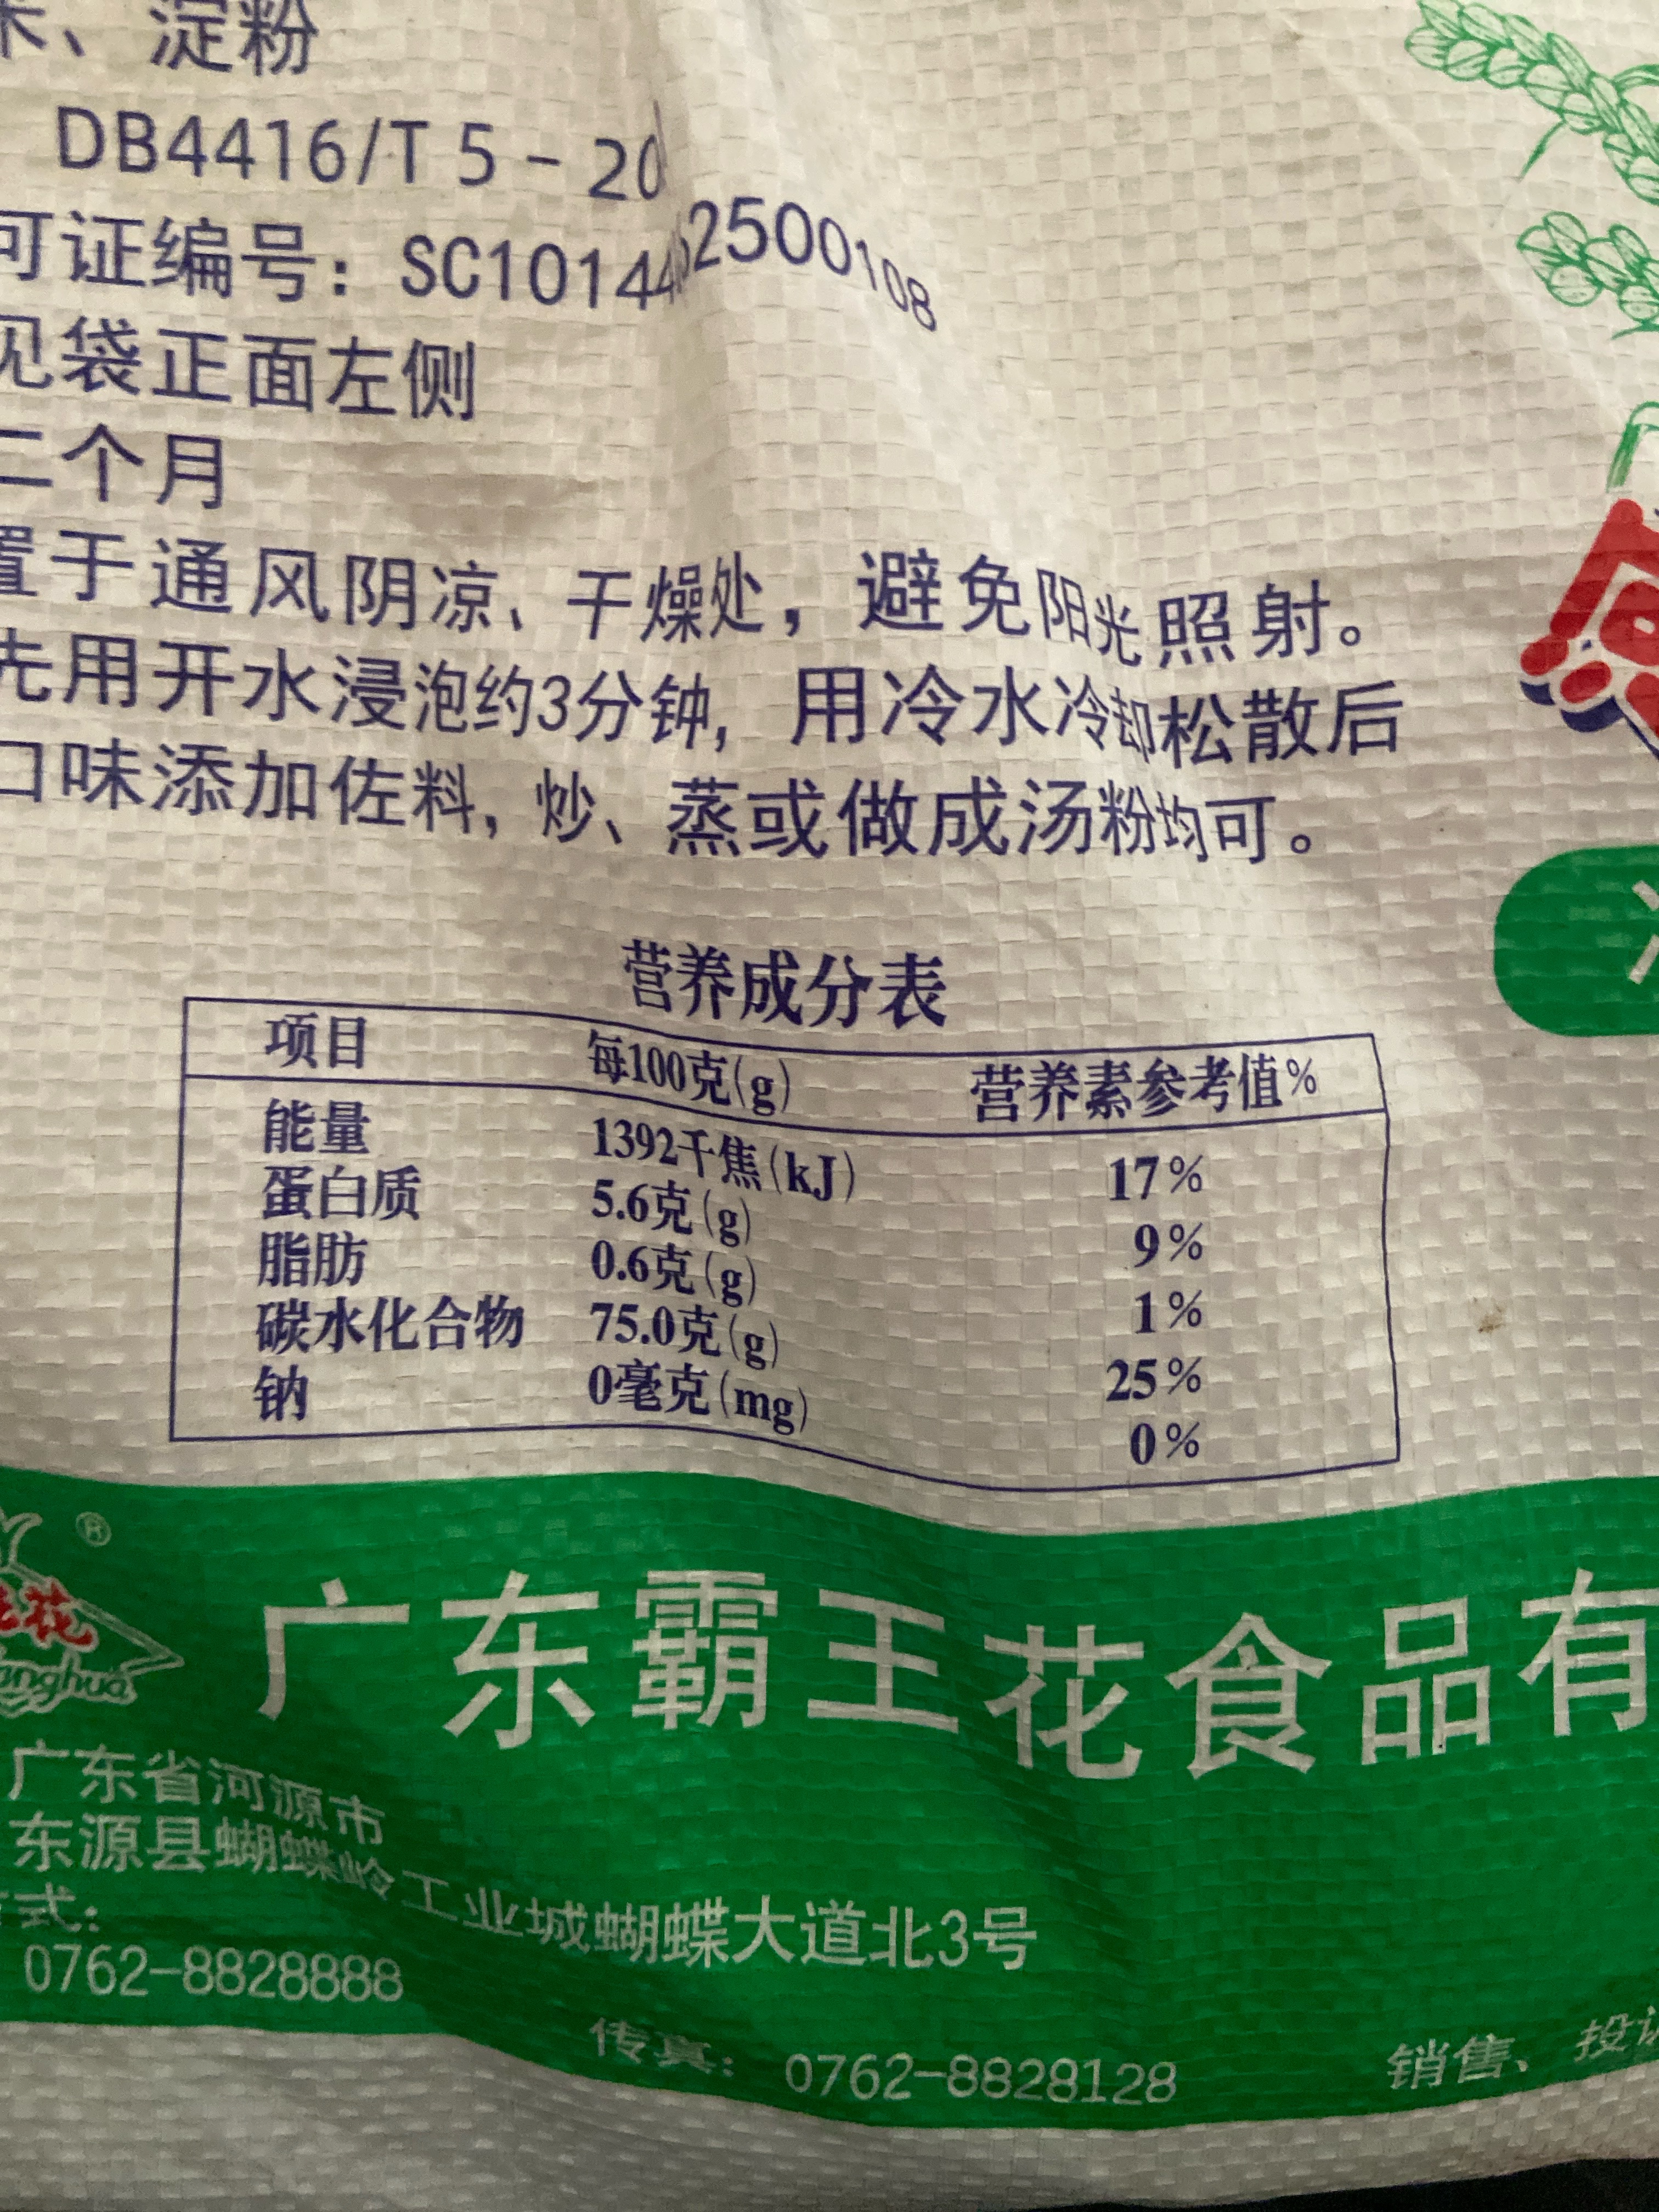 、淀粉
DB4416/T 5 - 20
可证编号：SC10144 2500108
见袋正面左侧
二个月
置于通风阴凉、干燥处，避免阳光照射。
先用开水浸泡约3分钟，用冷水冷却松散后
口味添加佐料，炒、蒸或做成汤粉均可。
营养成分表
项目 每100克(g) 营养素参考值%
能量 1392千焦(kJ) 17%
蛋白质 5.6克(g) 9%
脂肪 0.6克(g) 1%
碳水化合物 75.0克(g) 25%
钠 0毫克(mg) 0%
®
花
anghua
广东霸王花食品有
广东省河源市
东源县蝴蝶岭工业城蝴蝶大道北3号
式：
0762-8828888
传真： 0762-8828128
销售、投